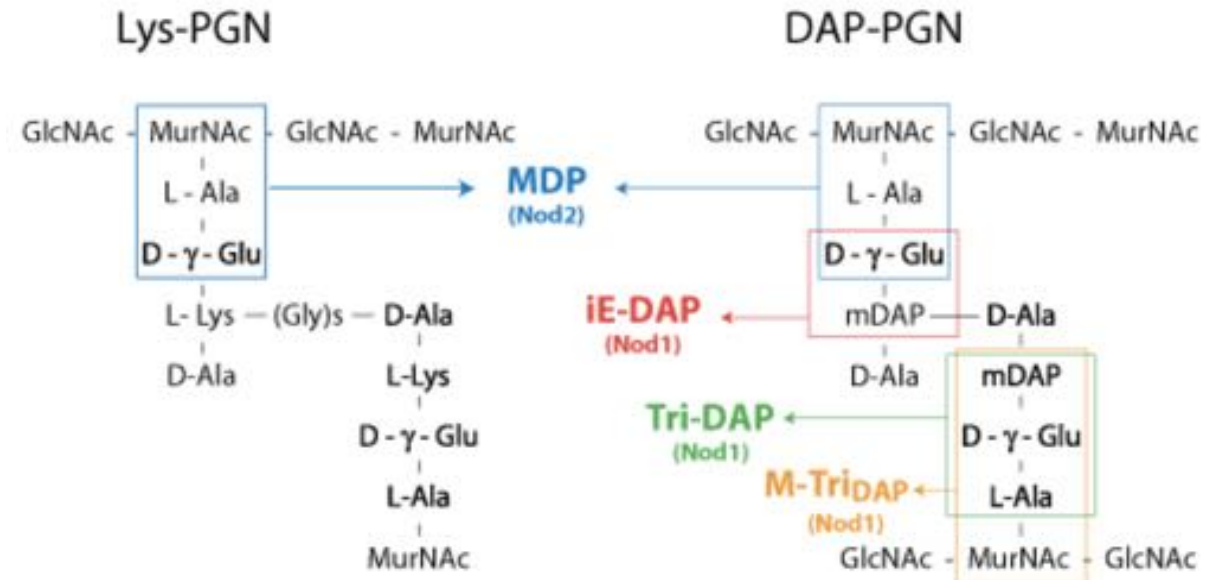 Lys-PGN
DAP-PGN
GlcNAc - MurNAc - GlcNAc - MurNAc
GlcNAc - MurNAc - GlcNAc - MurNAc
L - Ala
MDP
(Nod2)
L - Ala
D - γ - Glu
D - γ - Glu
L- Lys — (Gly)s — D-Ala
iE-DAP
(Nod1)
mDAP — D-Ala
D-Ala
L-Lys
D-Ala
mDAP
Tri-DAP
(Nod1)
D - γ - Glu
D - γ - Glu
M-TriDAP
(Nod1)
L-Ala
L-Ala
MurNAc
GlcNAc - MurNAc - GlcNAc